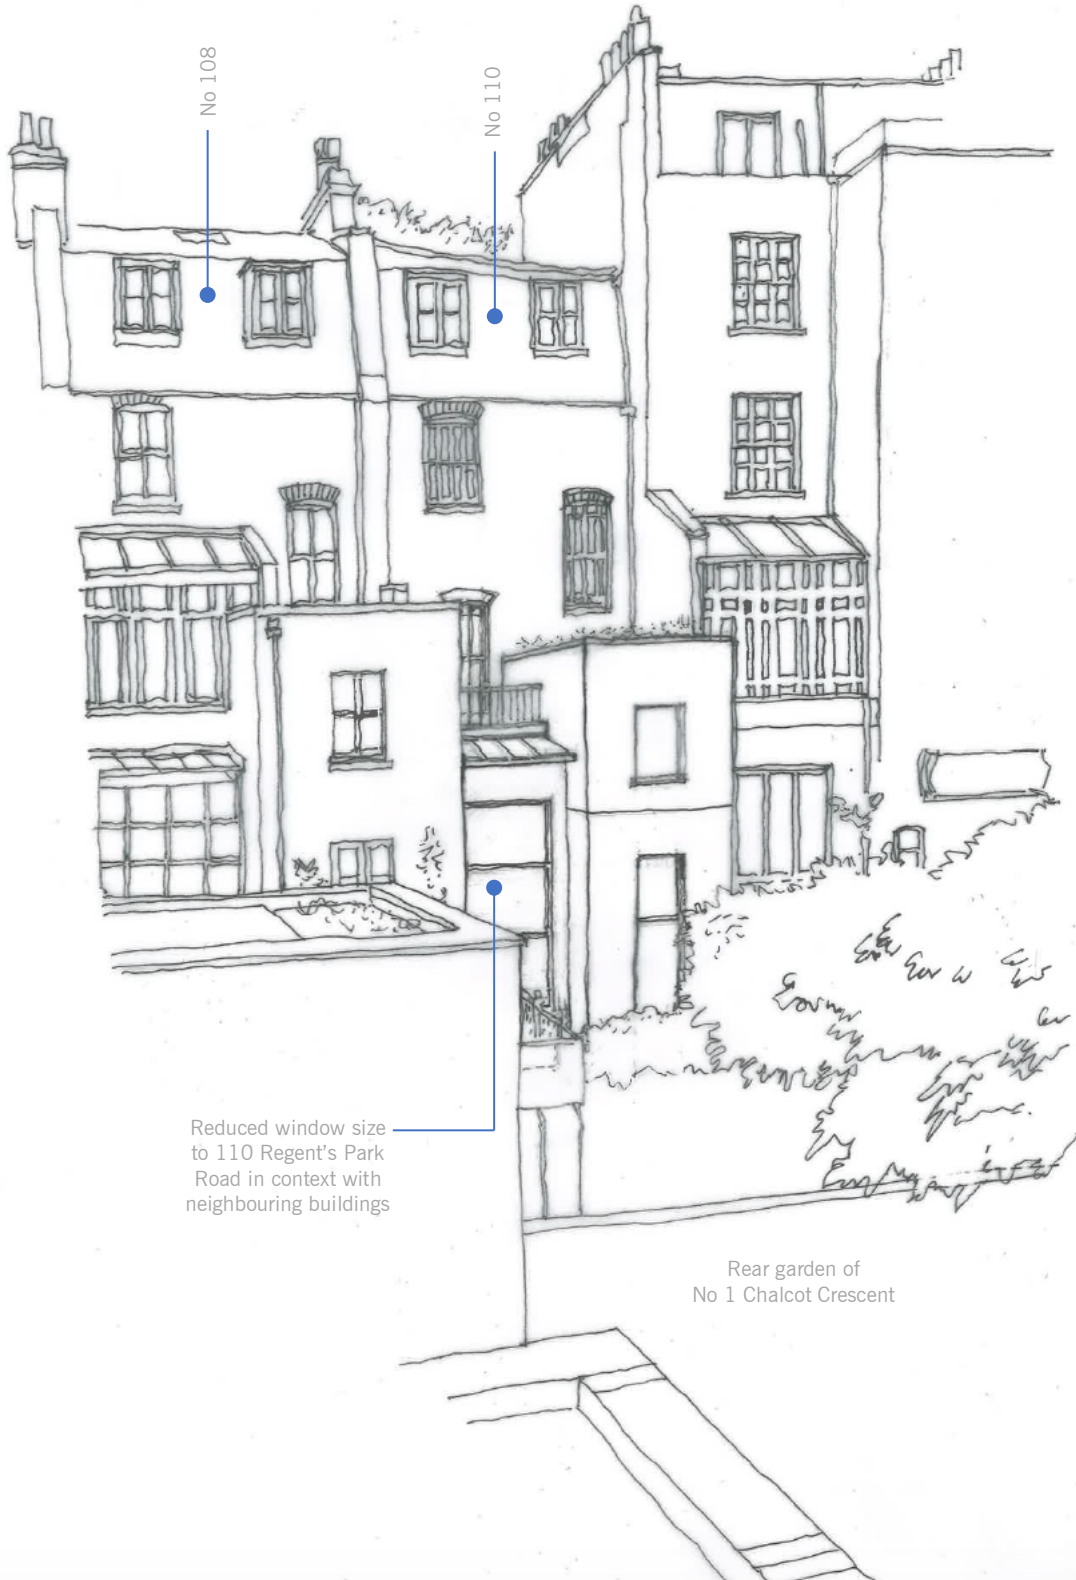 No 108
No 110
Reduced window size
to 110 Regent's Park
Road in context with
neighbouring buildings
Rear garden of
No 1 Chalcot Crescent